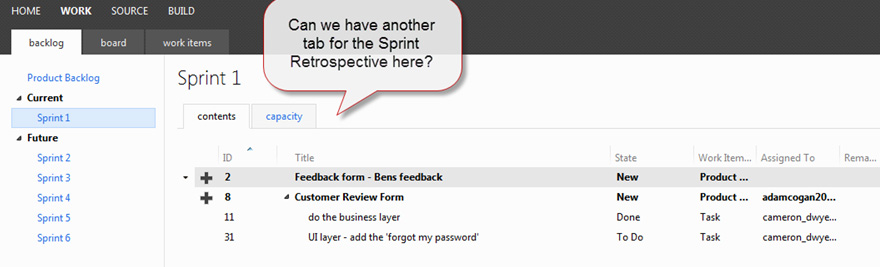 HOME WORK SOURCE BUILD
Can we have another
tab for the Sprint
Retrospective here?
backlog board work items
Product Backlog
Current
Sprint 1
Future
Sprint 2
Sprint 3
Sprint 4
Sprint 5
Sprint 6
Sprint 1
contents capacity
ID Title State Work Item... Assigned To Rema...
2 Feedback form - Bens feedback New Product ...
8 Customer Review Form New Product ... adamcogan20...
11 do the business layer Done Task cameron_dwye...
31 UI layer - add the 'forgot my password' To Do Task cameron_dwye...